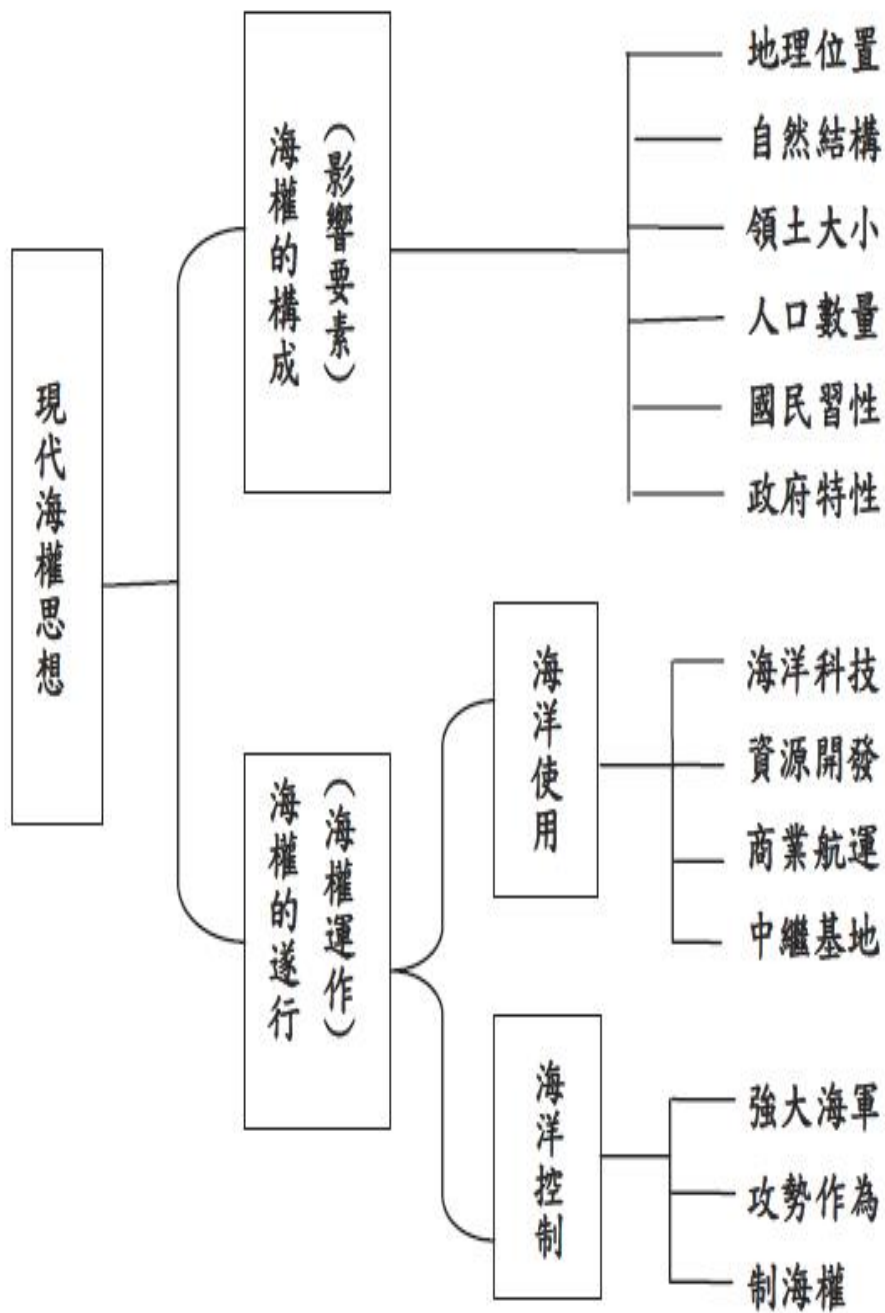 現代海權思想
海權的構成
（影響要素）
地理位置
自然結構
領土大小
人口數量
國民習性
政府特性
海權的遂行
（海權運作）
海洋使用
海洋科技
資源開發
商業航運
中繼基地
海洋控制
強大海軍
攻勢作為
制海權